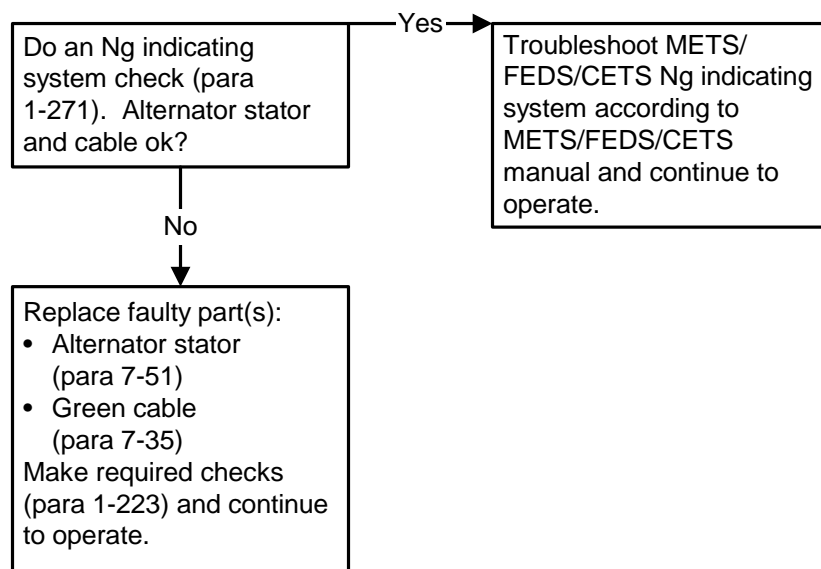 Do an Ng indicating
system check (para
1-271).  Alternator stator
and cable ok?
Yes
Troubleshoot METS/
FEDS/CETS Ng indicating
system according to
METS/FEDS/CETS
manual and continue to
operate.
No
Replace faulty part(s):
• Alternator stator
(para 7-51)
• Green cable
(para 7-35)
Make required checks
(para 1-223) and continue
to operate.